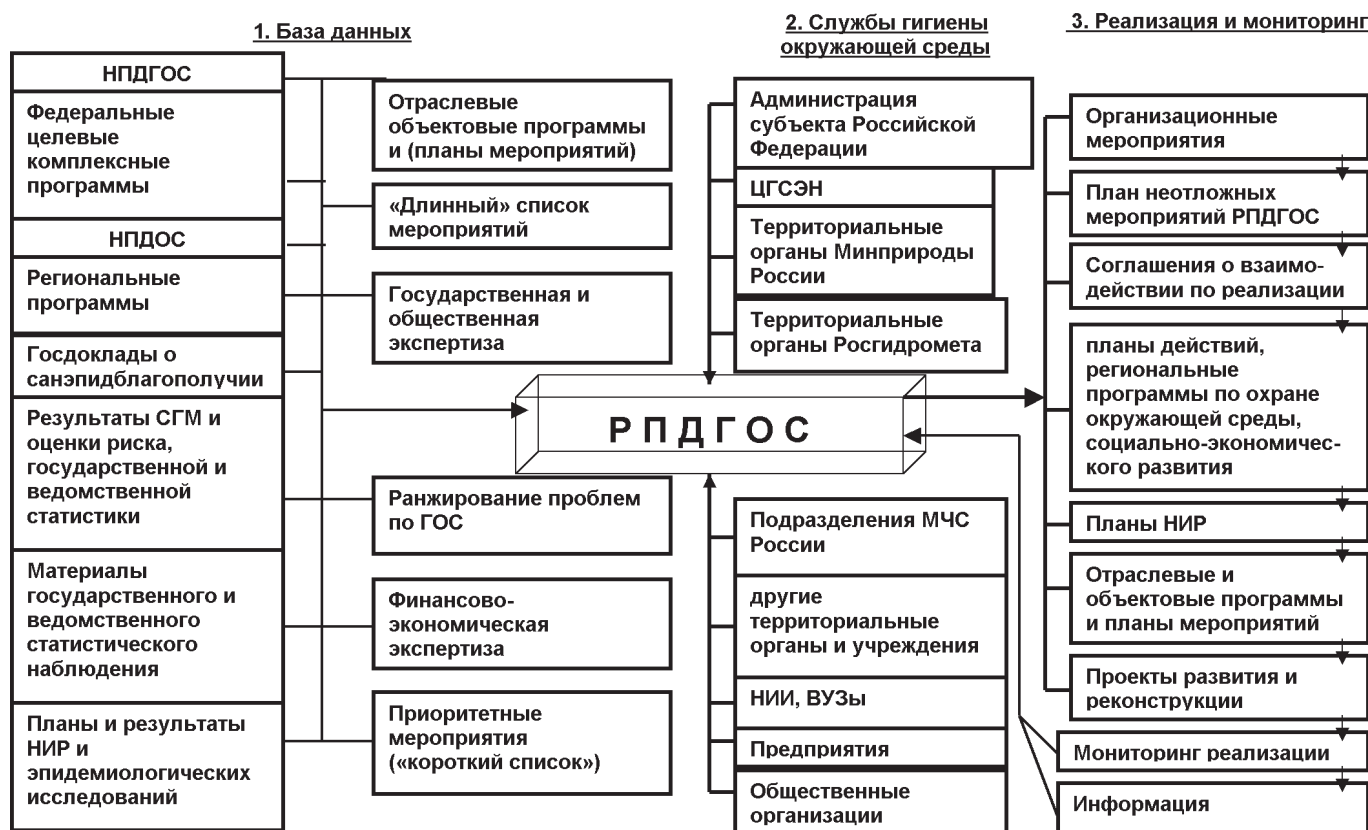 1. База данных
НПДГОС
Федеральные
целевые
комплексные
программы
НПДОС
Региональные
программы
Госдоклады о
санэпидблагополучии
Результаты СГМ и
оценки риска,
государственной и
ведомственной
статистики
Материалы
государственного и
ведомственного
статистического
наблюдения
Планы и результаты
НИР и
эпидемиологических
исследований
Отраслевые
объектовые программы
и (планы мероприятий)
«Длинный» список
мероприятий
Государственная и
общественная
экспертиза
Ранжирование проблем
по ГОС
Финансово-
экономическая
экспертиза
Приоритетные
мероприятия
(«короткий список»)
2. Службы гигиены
окружающей среды
Администрация
субъекта Российской
Федерации
ЦГСЭН
Территориальные
органы Минприроды
России
Территориальные
органы Росгидромета
РПДГОС
Подразделения МЧС
России
другие
территориальные
органы и учреждения
НИИ, ВУЗы
Предприятия
Общественные
организации
3. Реализация и мониторинг
Организационные
мероприятия
План неотложных
мероприятий РПДГОС
Соглашения о взаимо-
действии по реализации
планы действий,
региональные
программы по охране
окружающей среды,
социально-экономичес-
кого развития
Планы НИР
Отраслевые и
объектовые программы
и планы мероприятий
Проекты развития и
реконструкции
Мониторинг реализации
Информация